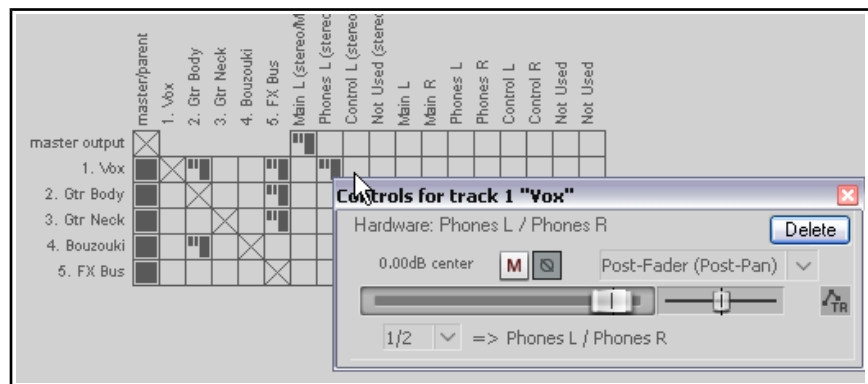 master/parent
1. Vox
2. Gtr Body
3. Gtr Neck
4. Bouzouki
5. FX Bus
Main L (stereo/M
Phones L (stereo
Control L (stereo
Not Used (stereo
Main L
Main R
Phones L
Phones R
Control L
Control R
Not Used
Not Used
master output
1. Vox
2. Gtr Body
3. Gtr Neck
4. Bouzouki
5. FX Bus
Controls for track 1 "Vox"
Hardware: Phones L / Phones R
Delete
0.00dB center
M
Post-Fader (Post-Pan)
TR
1/2 => Phones L / Phones R